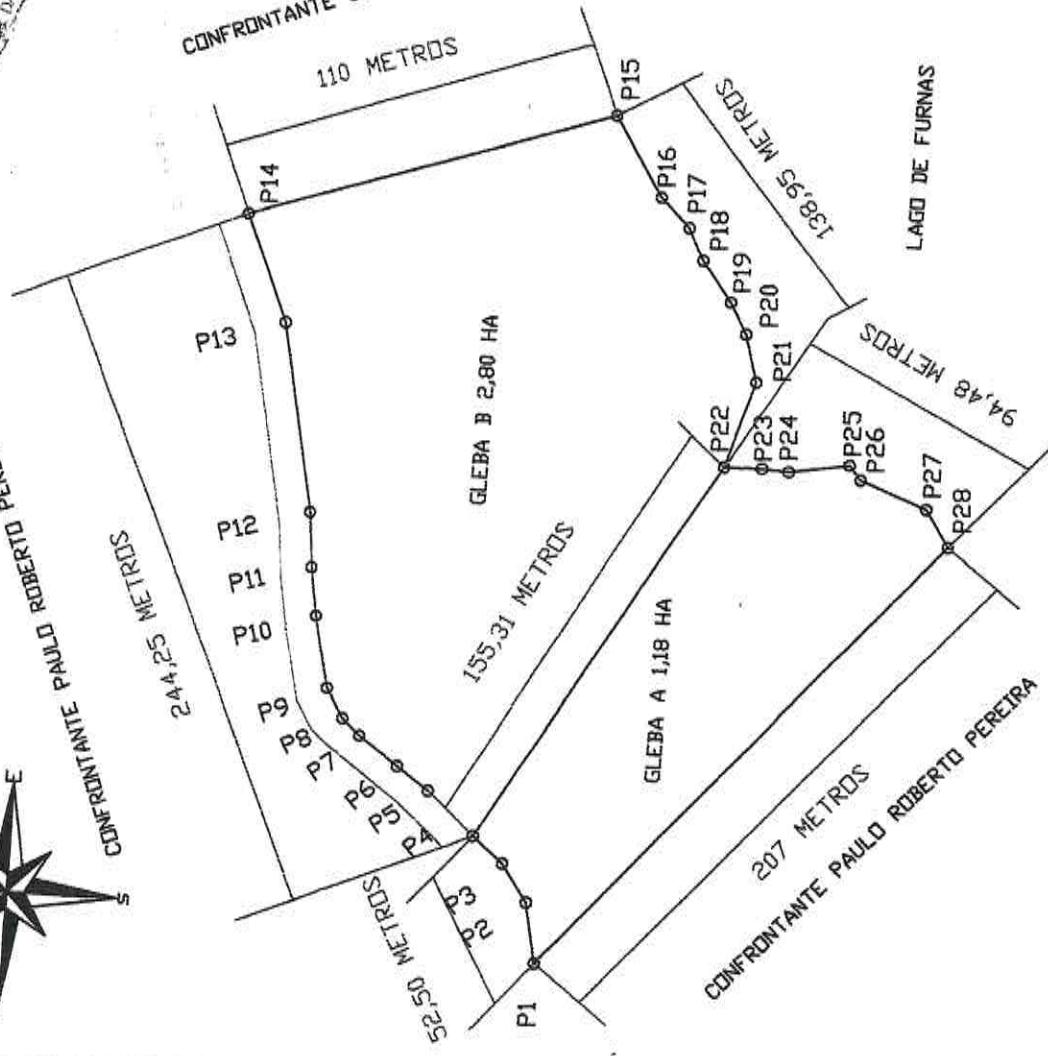 CONFRONTANTE
110 METROS
P15
P14
138,95 METROS
P16
P17
P18
LAGO DE FURNAS
P19
P13
P20
P21
GLEBA B 2,80 HA
94,48 METROS
P22
P23
P24
P25
P26
P27
P28
P12
P11
P10
CONFRONTANTE PAULO ROBERTO
244,25 METROS
155,31 METROS
P9
P8
P7
P6
P5
P4
GLEBA A 1,18 HA
E
S
CONFRONTANTE
P3
P2
52,50 METROS
P1
207 METROS
CONFRONTANTE PAULO ROBERTO PEREIRA